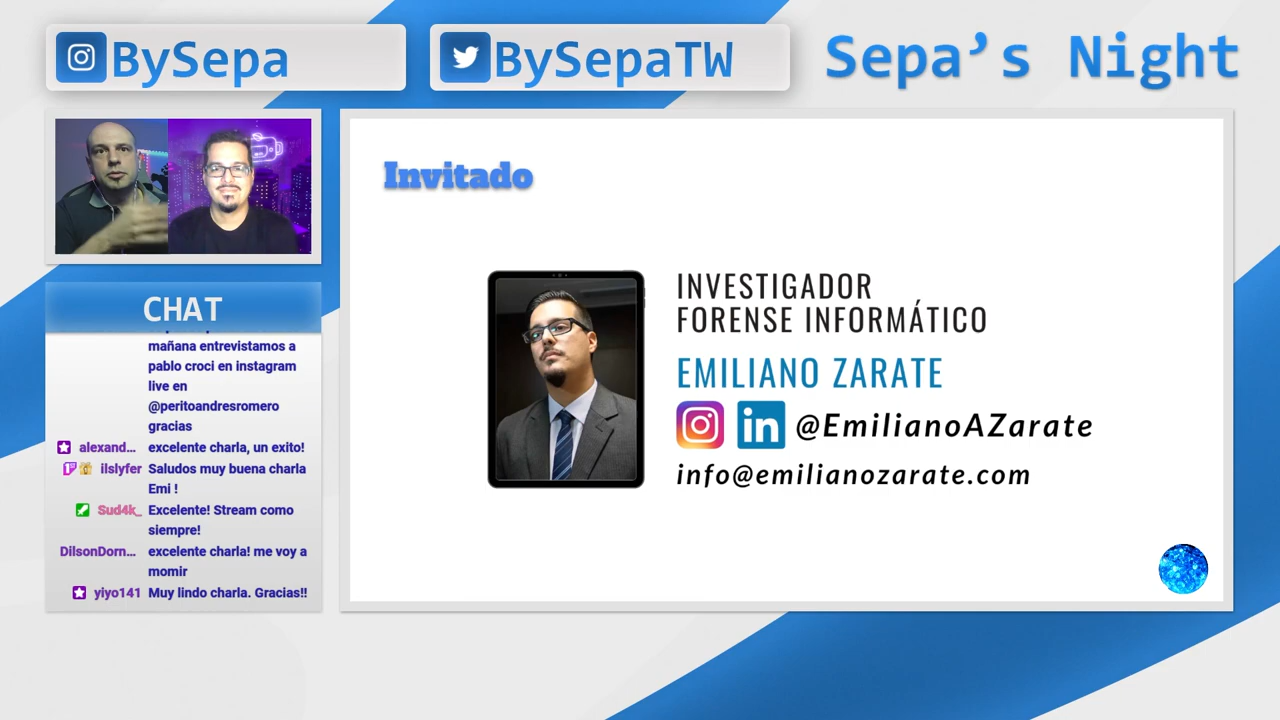 BySepa
BySepaTW
Sepa’s Night
Invitado
INVESTIGADOR
FORENSE INFORMÁTICO
EMILIANO ZARATE
@EmilianoAZarate
info@emilianozarate.com
CHAT
mañana entrevistamos a
pablo croci en instagram
live en
@peritoandresromero
gracias
alexand... excelente charla, un exito!
ilslyfer Saludos muy buena charla
Emi !
Sud4k_ Excelente! Stream como
siempre!
DilsonDorn... excelente charla! me voy a
momir
yiyo141 Muy lindo charla. Gracias!!